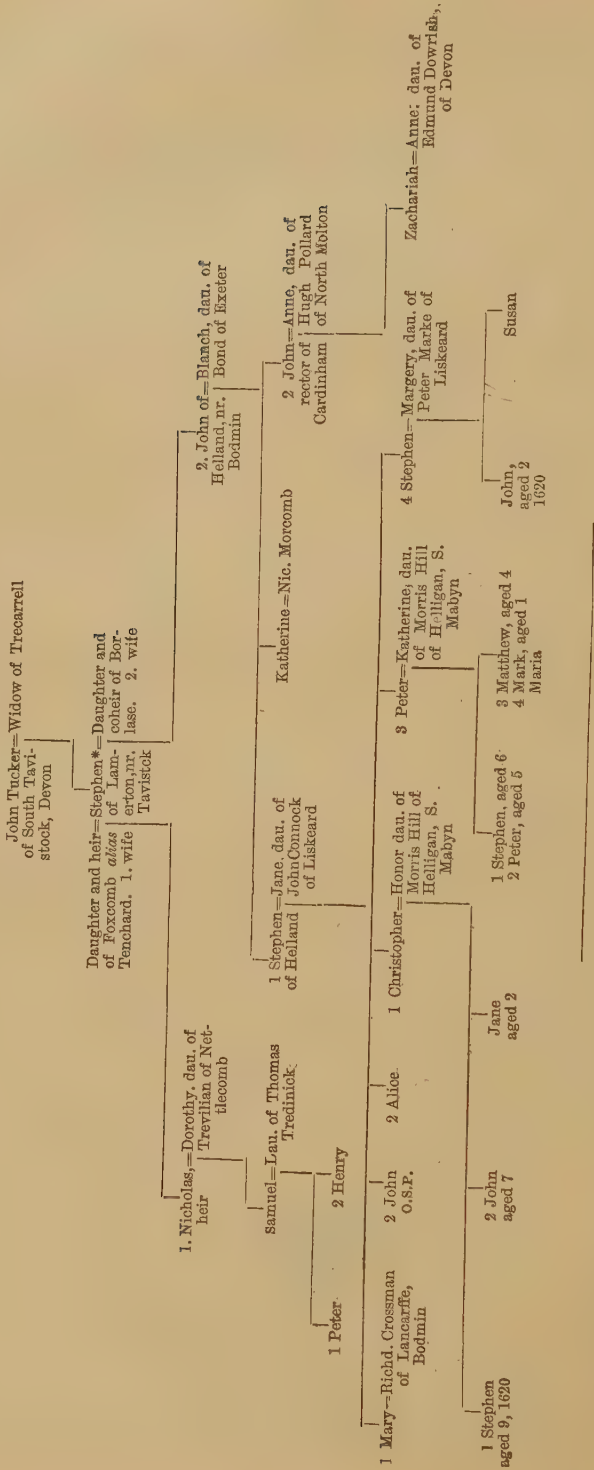 John Tucker=Widow of Trecarrell
of South Tavi-
stock, Devon
Daughter and heir=Stephen*=Daughter and
of Foxcomb alias
Tenchard. 1. wife
of Lam-
erton, nr.
Tavistck
coheir of Bor-
lase. 2. wife
1. Nicholas,=Dorothy, dau. of
heir
Trevilian of Net-
tlecomb
2. John of=Blanch, dau. of
Helland, nr.
Bodmin
Bond of Exeter
Samuel=Lau. of Thomas
Tredinick
1 Stephen=Jane, dau. of
of Helland
John Connock
of Liskeard
Katherine=Nic. Morcomb
2 John=Anne, dau. of
rector of
Cardinham
Hugh Pollard
of North Molton
1 Peter
2 Henry
1 Mary=Richd. Crossman
of Lancarffe,
Bodmin
2 John
O.S.P.
2 Alice
1 Christopher=Honor dau. of
Morris Hill of
Helligan, S.
Mabyn
3 Peter=Katherine, dau.
of Morris Hill
of Helligan, S.
Mabyn
4 Stephen=Margery, dau. of
Peter Marke of
Liskeard
Zachariah=Anne; dau. of
Edmund Dowrish,
of Devon
1 Stephen
aged 9, 1620
2 John
aged 7
Jane
aged 2
1 Stephen, aged 6
2 Peter, aged 5
3 Matthew, aged 4
4 Mark, aged 1
Maria
John,
aged 2
1620
Susan